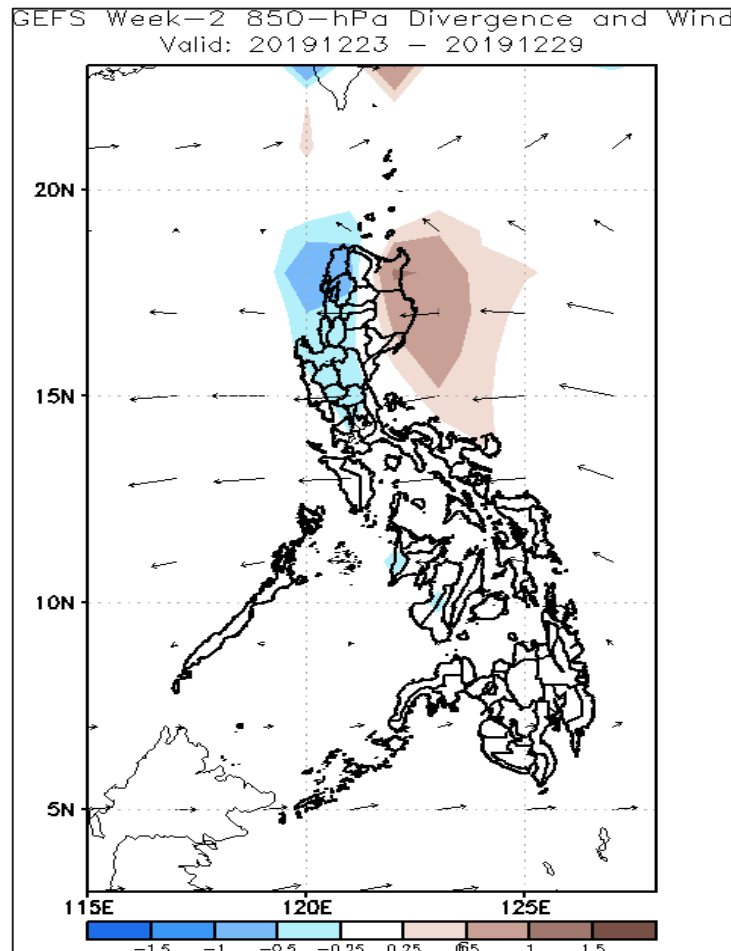 GEFS Week-2 850-hPa Divergence and Wind
Valid: 20191223 - 20191229
20N
15N
10N
5N
115E 120E 125E
-1.5 -1 -0.5 -0.25 0.25 1 1.5